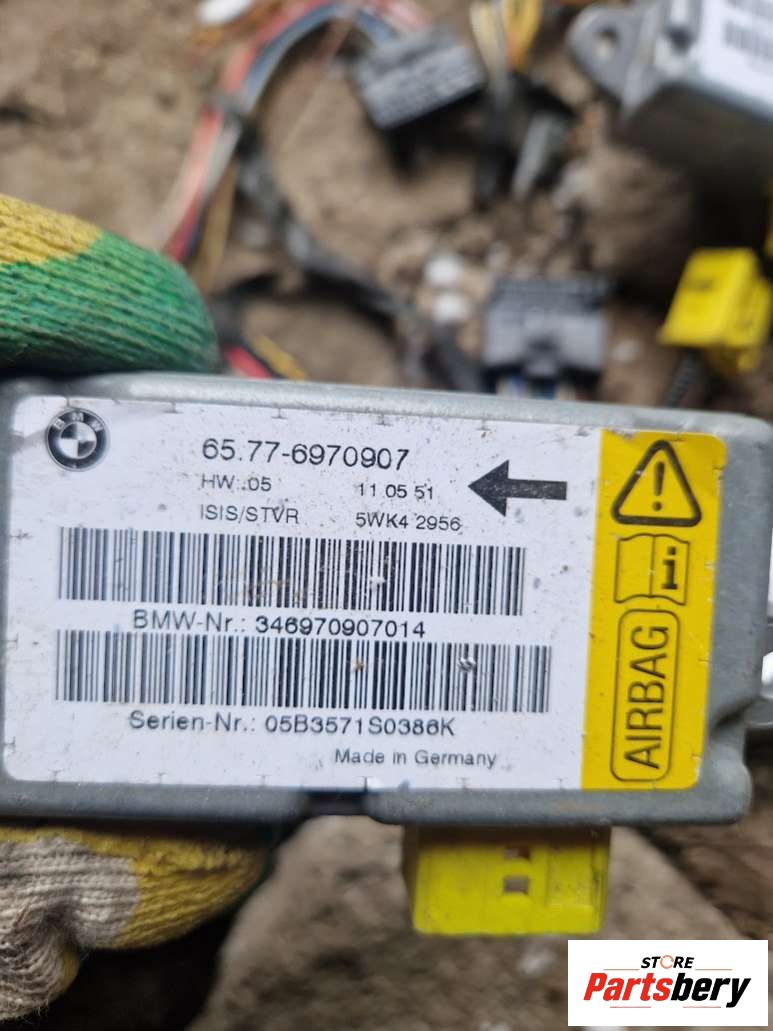 BMW
65.77-6970907
HW :05 11 05 51
ISIS/STVR 5WK4 2956
BMW-Nr.: 346970907014
Serien-Nr.: 05B3571S0386K
Made in Germany
i
AIRBAG
STORE
Partsbery